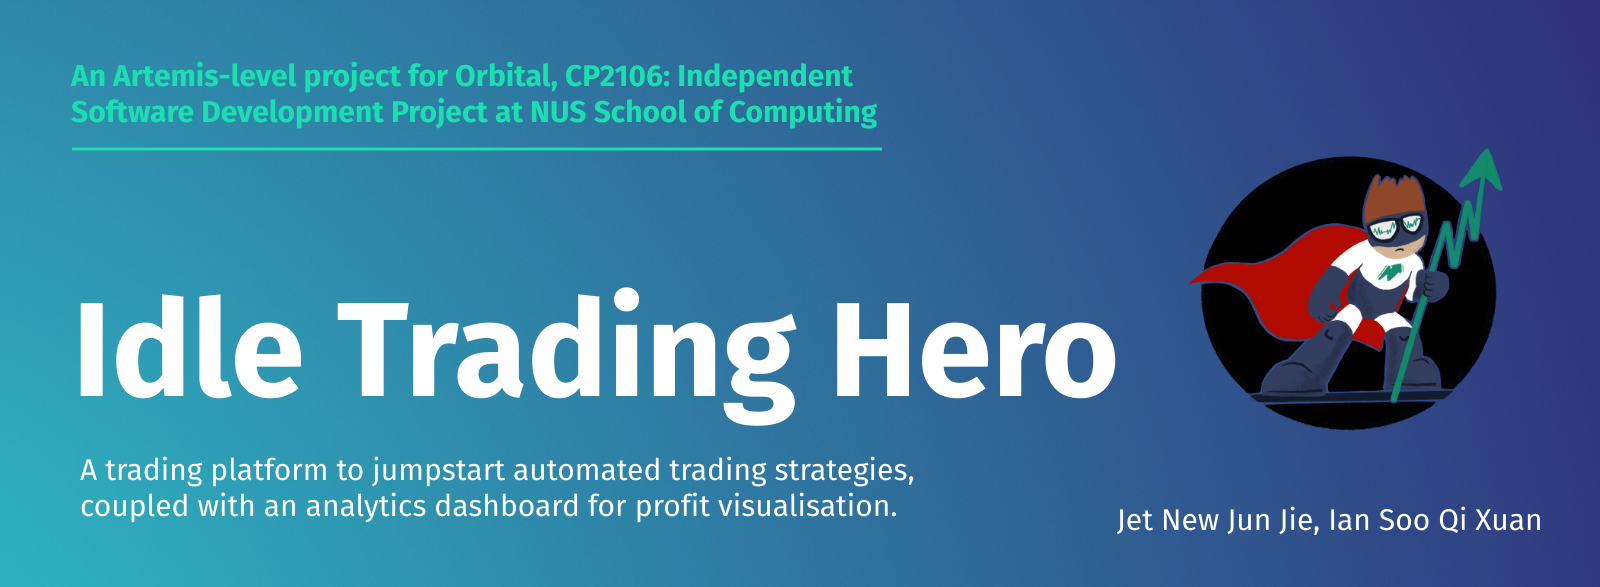 An Artemis-level project for Orbital, CP2106: Independent
Software Development Project at NUS School of Computing
Idle Trading Hero
A trading platform to jumpstart automated trading strategies,
coupled with an analytics dashboard for profit visualisation.
Jet New Jun Jie, Ian Soo Qi Xuan